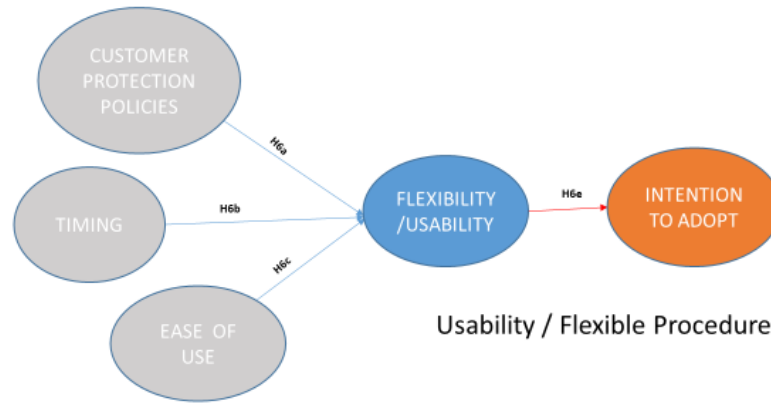 CUSTOMER
PROTECTION
POLICIES
H6a
TIMING
H6b
FLEXIBILITY
/USABILITY
H6e
INTENTION
TO ADOPT
H6c
EASE OF
USE
Usability / Flexible Procedure